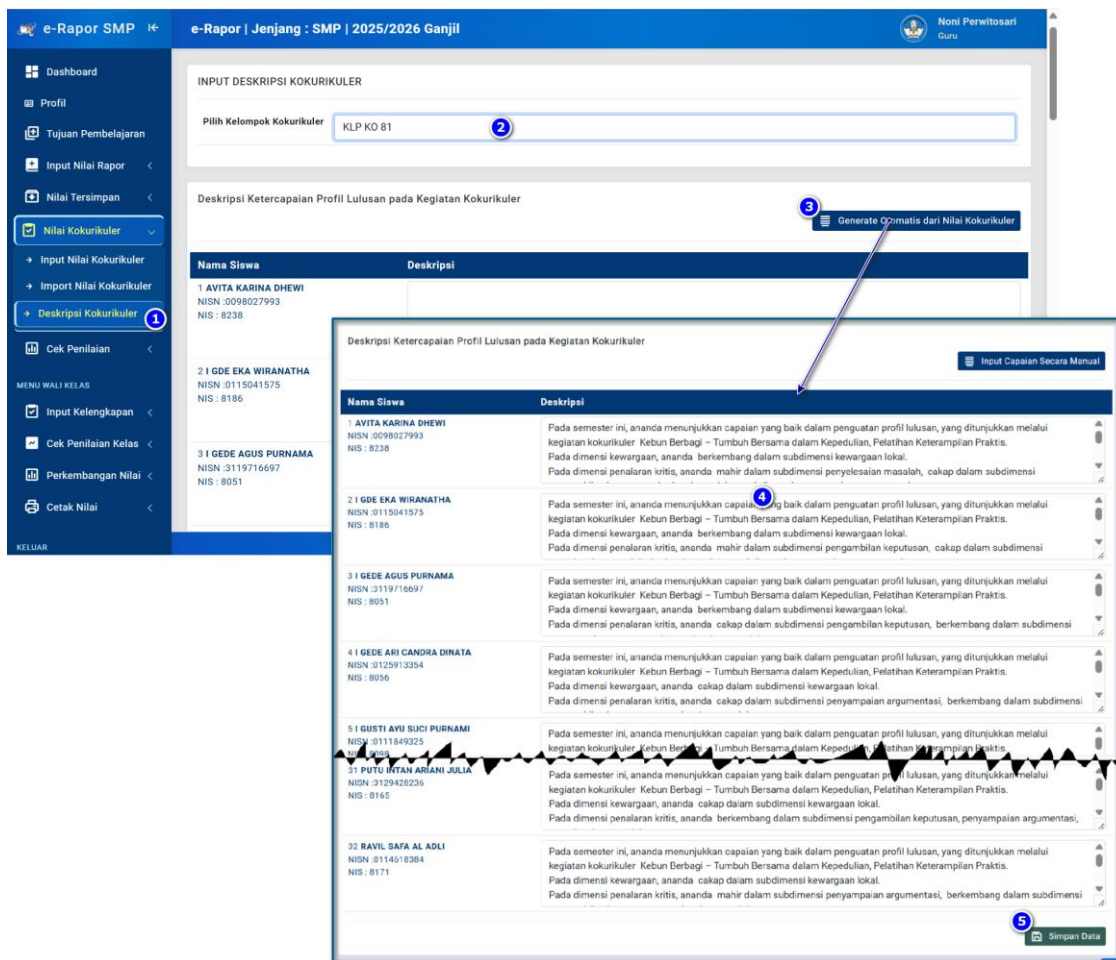 e-Rapor SMP
e-Rapor | Jenjang : SMP | 2025/2026 Ganjil
Noni Perwitosari
Guru
Dashboard
Profil
Tujuan Pembelajaran
Input Nilai Rapor
Nilai Tersimpan
Nilai Kokurikuler
Input Nilai Kokurikuler
Import Nilai Kokurikuler
Deskripsi Kokurikuler
1
Cek Penilaian
MENU WALI KELAS
Input Kelengkapan
Cek Penilaian Kelas
Perkembangan Nilai
Cetak Nilai
KELUAR
INPUT DESKRIPSI KOKURIKULER
Pilih Kelompok Kokurikuler
KLP KO 81
2
Deskripsi Ketercapaian Profil Lulusan pada Kegiatan Kokurikuler
3
Generate Otomatis dari Nilai Kokurikuler
Nama Siswa Deskripsi
1 AVITA KARINA DHEWI
NISN :0098027993
NIS : 8238
2 I GDE EKA WIRANATHA
NISN :0115041575
NIS : 8186
3 I GEDE AGUS PURNAMA
NISN :3119716697
NIS : 8051
Deskripsi Ketercapaian Profil Lulusan pada Kegiatan Kokurikuler
Input Capaian Secara Manual
Nama Siswa Deskripsi
1 AVITA KARINA DHEWI
NISN :0098027993
NIS : 8238
Pada semester ini, ananda menunjukkan capaian yang baik dalam penguatan profil lulusan, yang ditunjukkan melalui
kegiatan kokurikuler Kebun Berbagi – Tumbuh Bersama dalam Kepedulian, Pelatihan Keterampilan Praktis.
Pada dimensi kewargaan, ananda berkembang dalam subdimensi kewargaan lokal.
Pada dimensi penalaran kritis, ananda mahir dalam subdimensi penyelesaian masalah, cakap dalam subdimensi
2 I GDE EKA WIRANATHA
NISN :0115041575
NIS : 8186
4
Pada semester ini, ananda menunjukkan capaian yang baik dalam penguatan profil lulusan, yang ditunjukkan melalui
kegiatan kokurikuler Kebun Berbagi – Tumbuh Bersama dalam Kepedulian, Pelatihan Keterampilan Praktis.
Pada dimensi kewargaan, ananda berkembang dalam subdimensi kewargaan lokal.
Pada dimensi penalaran kritis, ananda mahir dalam subdimensi pengambilan keputusan, cakap dalam subdimensi
3 I GEDE AGUS PURNAMA
NISN :3119716697
NIS : 8051
Pada semester ini, ananda menunjukkan capaian yang baik dalam penguatan profil lulusan, yang ditunjukkan melalui
kegiatan kokurikuler Kebun Berbagi – Tumbuh Bersama dalam Kepedulian, Pelatihan Keterampilan Praktis.
Pada dimensi kewargaan, ananda berkembang dalam subdimensi kewargaan lokal.
Pada dimensi penalaran kritis, ananda cakap dalam subdimensi pengambilan keputusan, berkembang dalam subdimensi
4 I GEDE ARI CANDRA DINATA
NISN :0125913354
NIS : 8056
Pada semester ini, ananda menunjukkan capaian yang baik dalam penguatan profil lulusan, yang ditunjukkan melalui
kegiatan kokurikuler Kebun Berbagi – Tumbuh Bersama dalam Kepedulian, Pelatihan Keterampilan Praktis.
Pada dimensi kewargaan, ananda cakap dalam subdimensi kewargaan lokal.
Pada dimensi penalaran kritis, ananda cakap dalam subdimensi penyampaian argumentasi, berkembang dalam subdimensi
5 I GUSTI AYU SUCI PURNAMI
NISN :0111849325
NIS : 8098
Pada semester ini, ananda menunjukkan capaian yang baik dalam penguatan profil lulusan, yang ditunjukkan melalui
kegiatan kokurikuler Kebun Berbagi – Tumbuh Bersama dalam Kepedulian, Pelatihan Keterampilan Praktis.
31 PUTU INTAN ARIANI JULIA
NISN :3129428236
NIS : 8165
Pada semester ini, ananda menunjukkan capaian yang baik dalam penguatan profil lulusan, yang ditunjukkan melalui
kegiatan kokurikuler Kebun Berbagi – Tumbuh Bersama dalam Kepedulian, Pelatihan Keterampilan Praktis.
Pada dimensi kewargaan, ananda cakap dalam subdimensi kewargaan lokal.
Pada dimensi penalaran kritis, ananda berkembang dalam subdimensi pengambilan keputusan, penyampaian argumentasi,
32 RAVIL SAFA AL ADLI
NISN :0114518384
NIS : 8171
Pada semester ini, ananda menunjukkan capaian yang baik dalam penguatan profil lulusan, yang ditunjukkan melalui
kegiatan kokurikuler Kebun Berbagi – Tumbuh Bersama dalam Kepedulian, Pelatihan Keterampilan Praktis.
Pada dimensi kewargaan, ananda cakap dalam subdimensi kewargaan lokal.
Pada dimensi penalaran kritis, ananda mahir dalam subdimensi penyampaian argumentasi, berkembang dalam subdimensi
5
Simpan Data